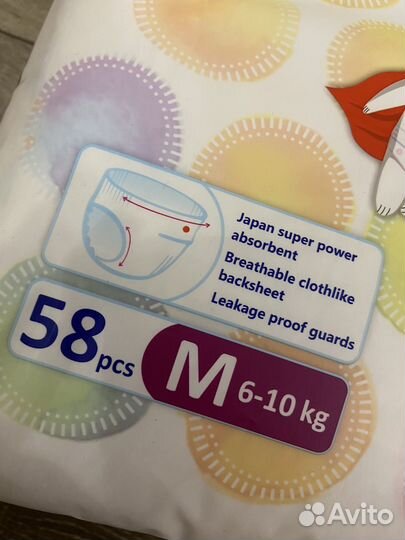 Japan super power
absorbent
Breathable clothlike
backsheet
Leakage proof guards
58 pcs
M 6-10 kg
Avito